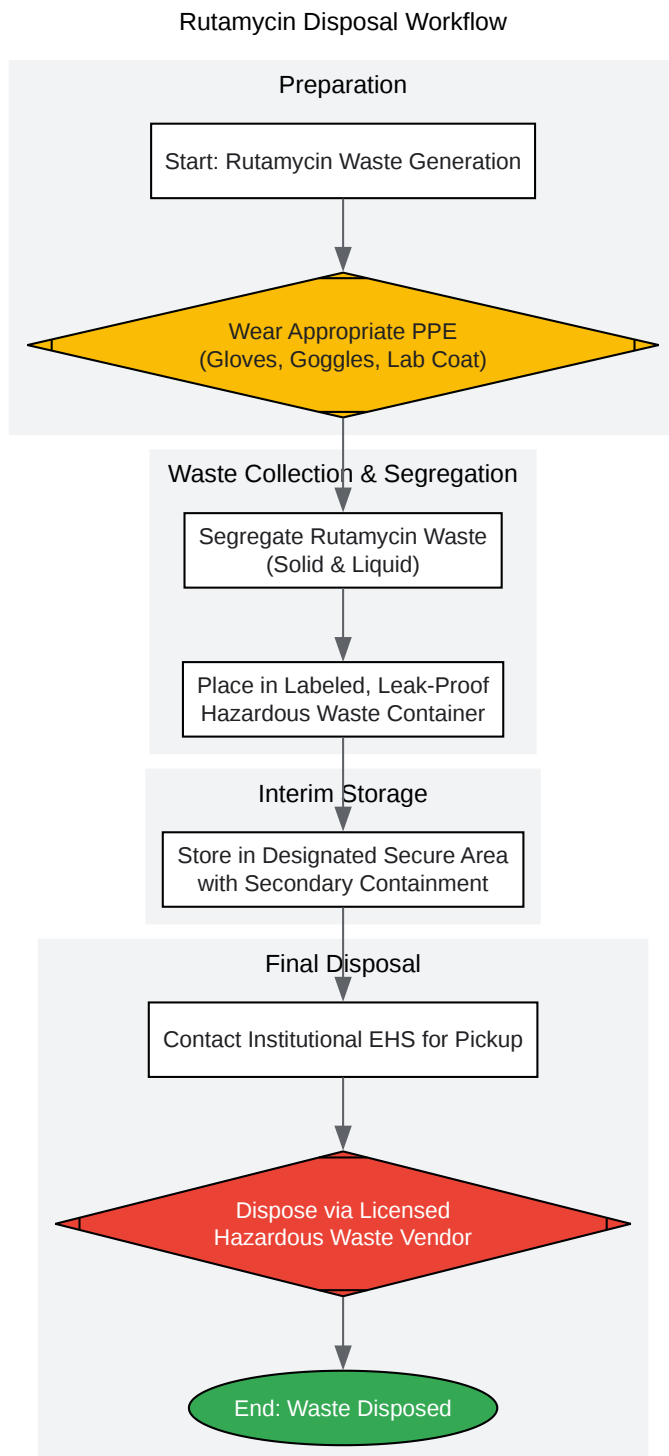 Rutamycin Disposal Workflow
Preparation
Start: Rutamycin Waste Generation
Wear Appropriate PPE
(Gloves, Goggles, Lab Coat)
Waste Collection & Segregation
Segregate Rutamycin Waste
(Solid & Liquid)
Place in Labeled, Leak-Proof
Hazardous Waste Container
Interim Storage
Store in Designated Secure Area
with Secondary Containment
Final Disposal
Contact Institutional EHS for Pickup
Dispose via Licensed
Hazardous Waste Vendor
End: Waste Disposed